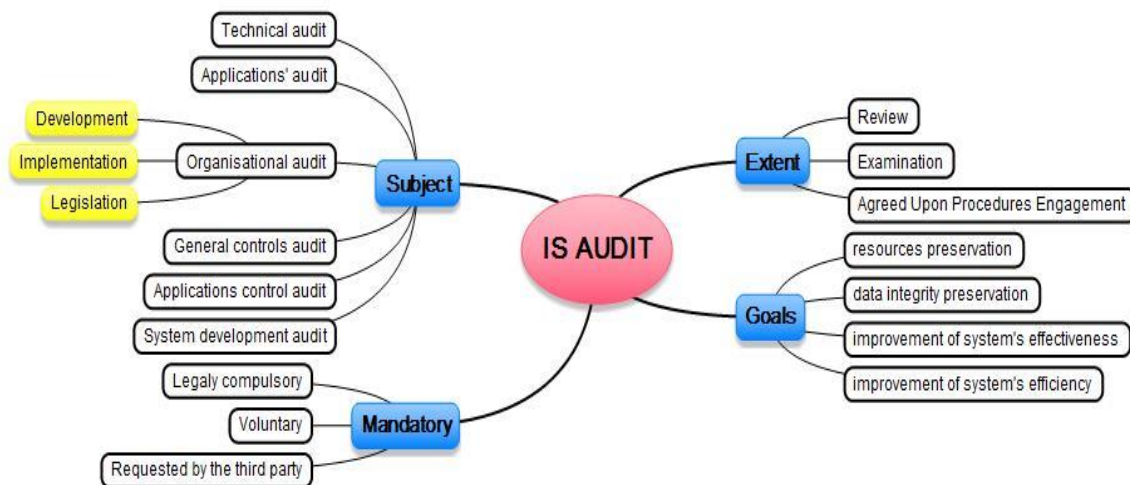 Technical audit
Applications' audit
Development
Implementation
Legislation
Organisational audit
Subject
General controls audit
Applications control audit
System development audit
Legaly compulsory
Voluntary
Requested by the third party
Mandatory
IS AUDIT
Extent
Review
Examination
Agreed Upon Procedures Engagement
Goals
resources preservation
data integrity preservation
improvement of system's effectiveness
improvement of system's efficiency